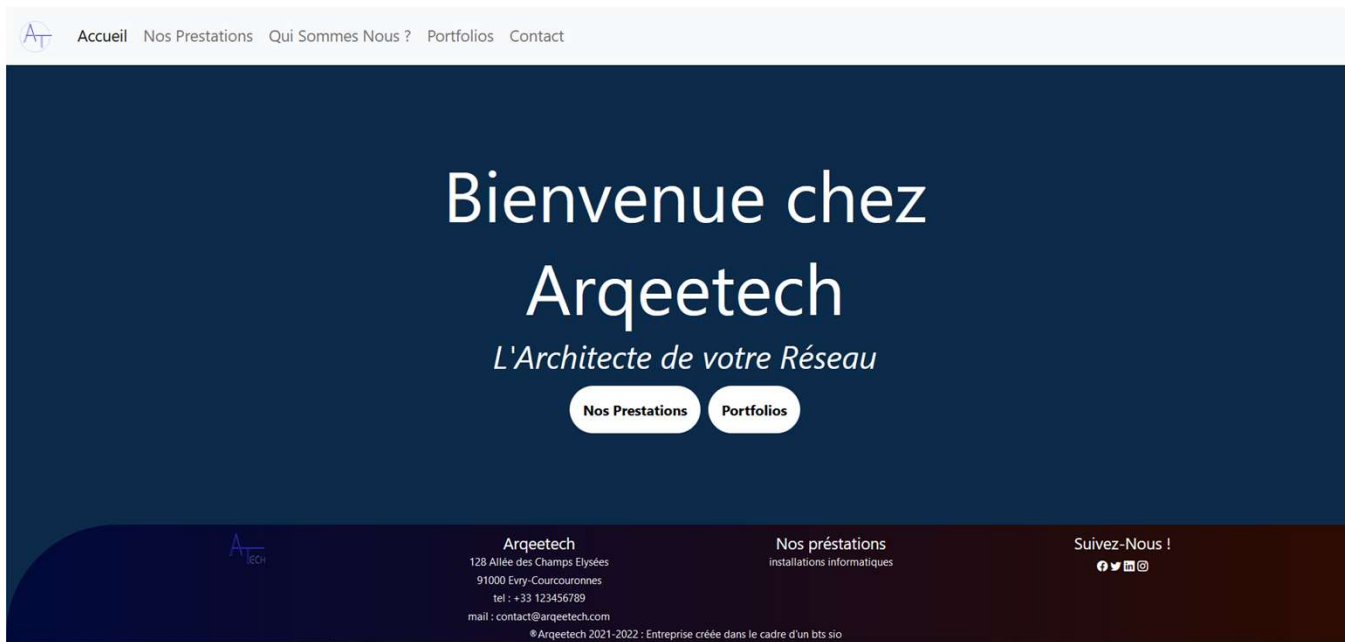 AT
Accueil Nos Prestations Qui Sommes Nous ? Portfolios Contact
Bienvenue chez
Arqeetech
L'Architecte de votre Réseau
Nos Prestations Portfolios
ATECH
Arqeetech
128 Allée des Champs Elysées
91000 Evry-Courcouronnes
tel : +33 123456789
mail : contact@arqeetech.com
Nos préstations
installations informatiques
Suivez-Nous !
®Arqeetech 2021-2022 : Entreprise créée dans le cadre d'un bts sio